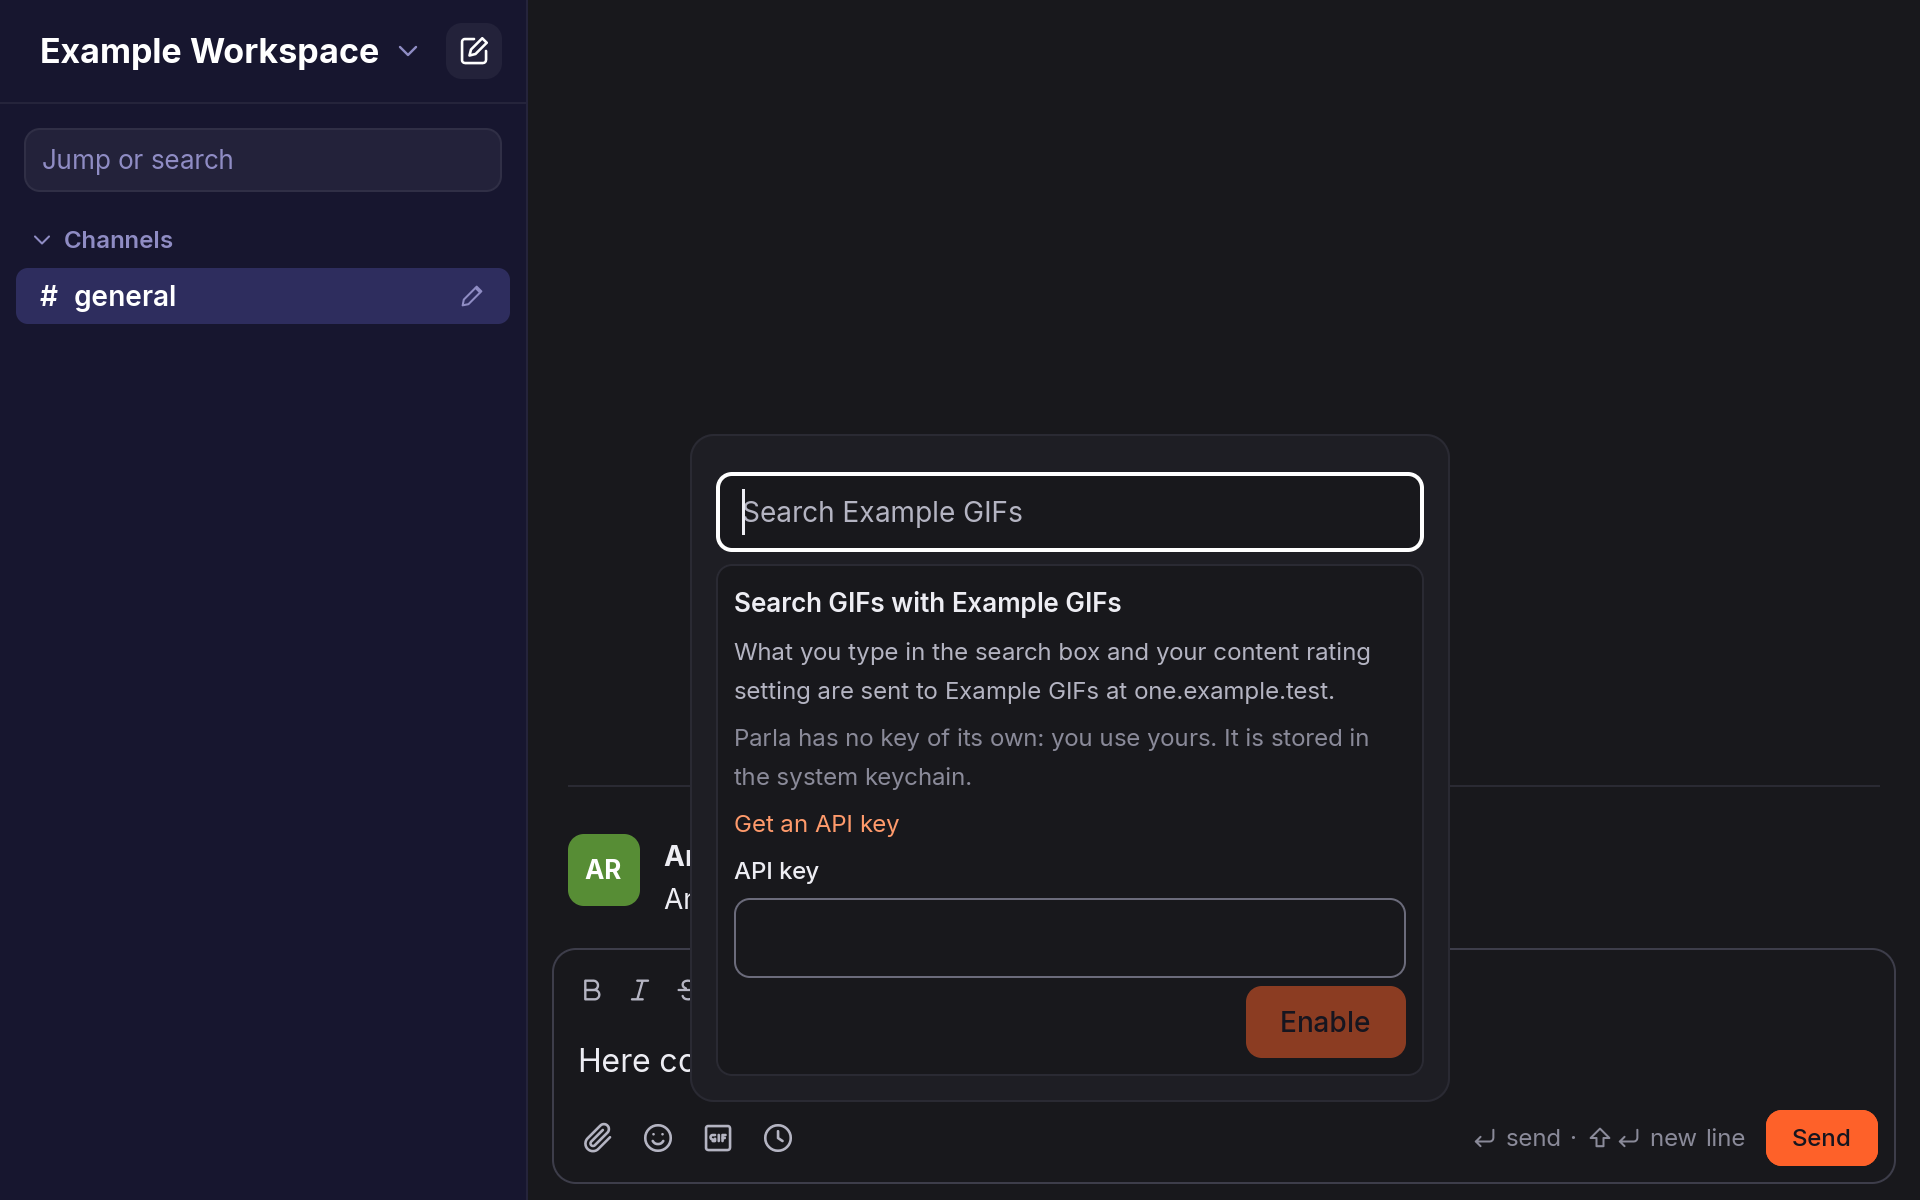 Example Workspace
Jump or search
Channels
# general
Search Example GIFs
Search GIFs with Example GIFs
What you type in the search box and your content rating
setting are sent to Example GIFs at one.example.test.
Parla has no key of its own: you use yours. It is stored in
the system keychain.
Get an API key
API key
Enable
AR
B I S
Here
GIF
send · new line
Send